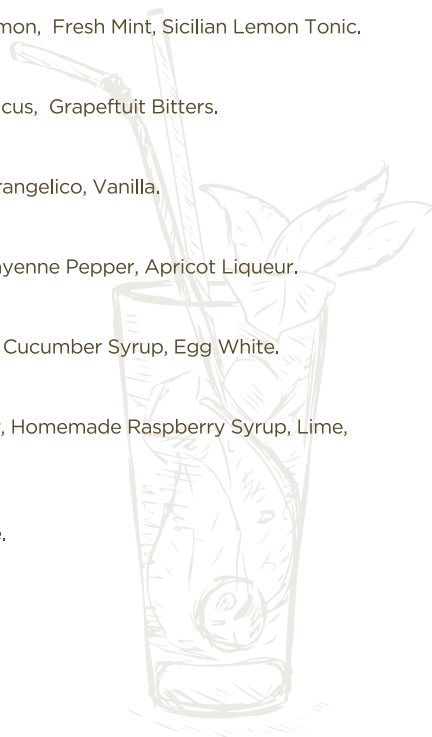 mon, Fresh Mint, Sicilian Lemon Tonic.
cus, Grapeftuit Bitters.
rangelico, Vanilla.
ayenne Pepper, Apricot Liqueur.
Cucumber Syrup, Egg White.
, Homemade Raspberry Syrup, Lime,
e.